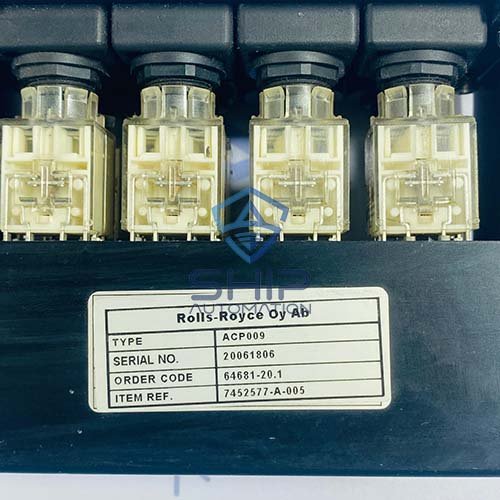 SHIP
AUTOMATION
Rolls-Royce Oy Ab
TYPE ACP009
SERIAL NO. 20061806
ORDER CODE 64681-20.1
ITEM REF. 7452577-A-005